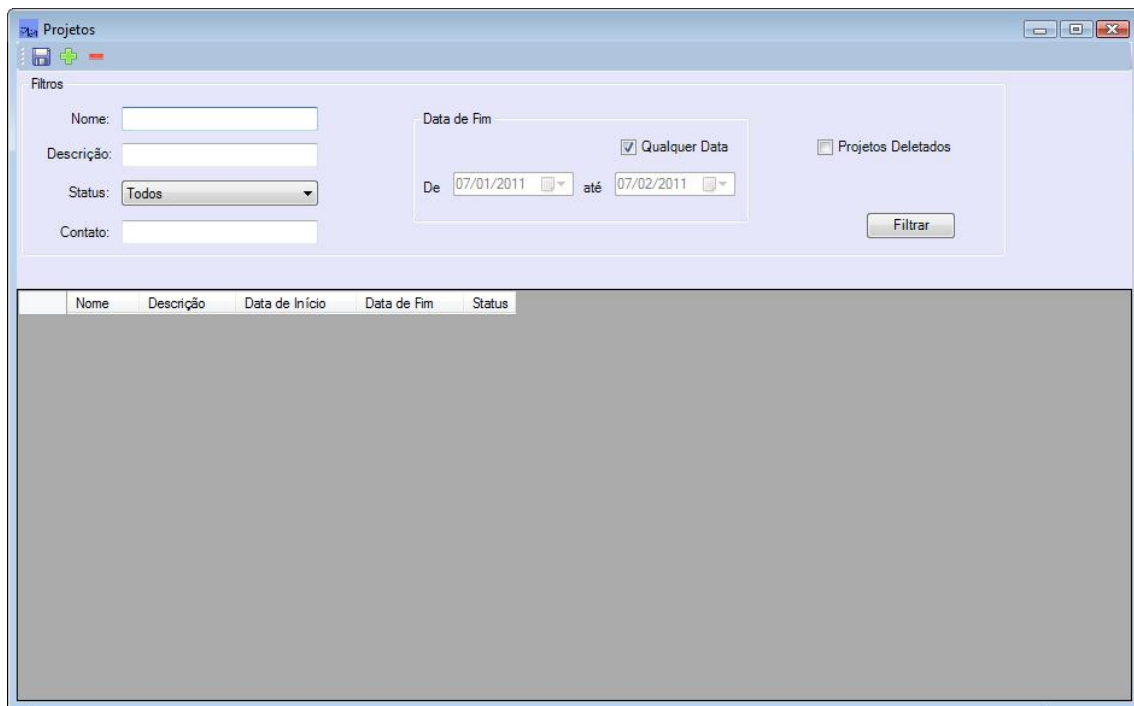 Projetos
Filtros
Nome:
Data de Fim
Descrição:
Qualquer Data
Projetos Deletados
Status: Todos
De 07/01/2011 até 07/02/2011
Contato:
Filtrar
Nome Descrição Data de Início Data de Fim Status